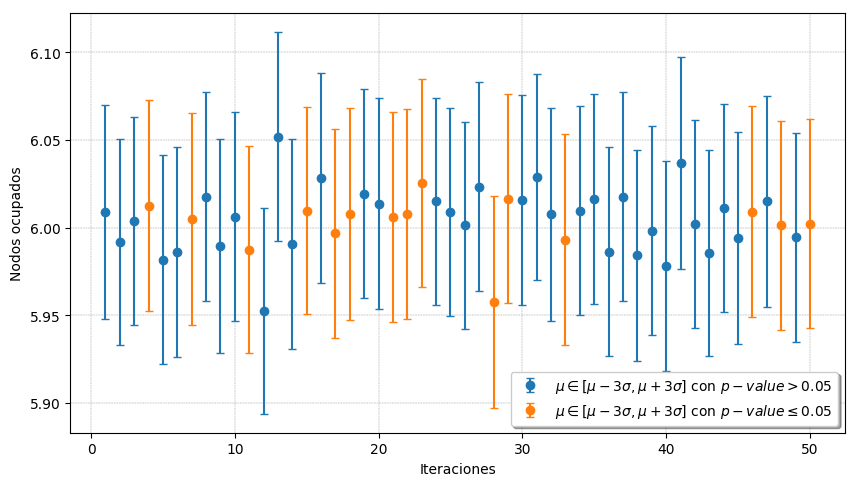 6.10
6.05
6.00
5.95
5.90
Nodos ocupados
0 10 20 30 40 50
Iteraciones
μ ∈ [μ − 3σ, μ + 3σ] con p − value > 0.05
μ ∈ [μ − 3σ, μ + 3σ] con p − value ≤ 0.05